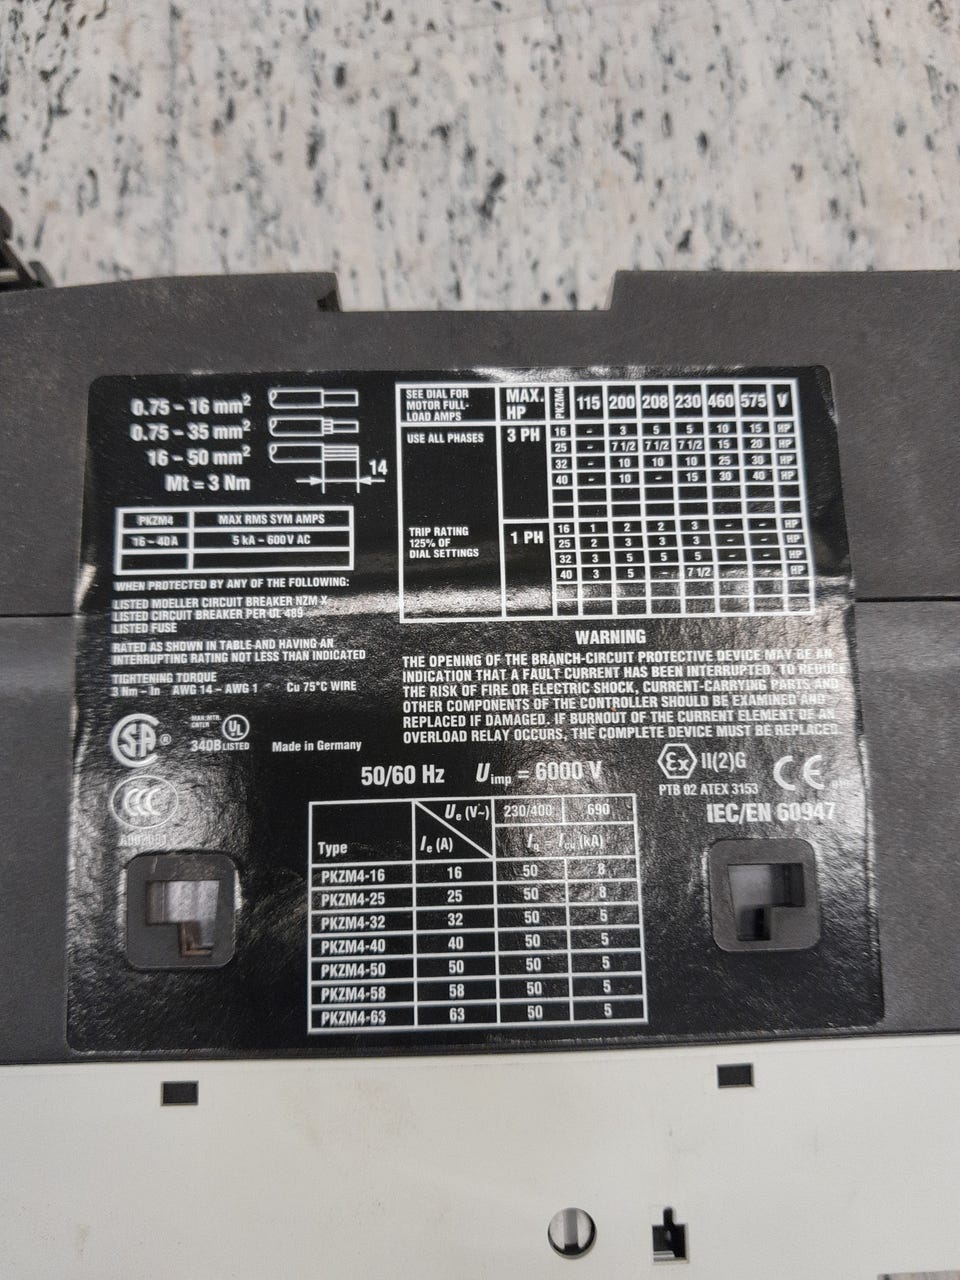 0.75 – 16 mm²
0.75 – 35 mm²
16 – 50 mm²
Mt = 3 Nm
14
PKZM4 MAX RMS SYM AMPS
16 – 40A 5 kA – 600V AC
WHEN PROTECTED BY ANY OF THE FOLLOWING:
LISTED MOELLER CIRCUIT BREAKER NZM-X
LISTED CIRCUIT BREAKER PER UL 489
LISTED FUSE
RATED AS SHOWN IN TABLE AND HAVING AN
INTERRUPTING RATING NOT LESS THAN INDICATED
TIGHTENING TORQUE
3 Nm – In AWG 14 – AWG 1 Cu 75°C WIRE
SA ®
MAN. MTR. CNTLR
340B UL LISTED
Made in Germany
CCC
SEE DIAL FOR
MOTOR FULL-
LOAD AMPS
MAX. HP PKZM4 115 200 208 230 460 575 V
USE ALL PHASES
3 PH
16 - 3 5 5 10 15 HP
25 - 7 1/2 7 1/2 7 1/2 15 20 HP
32 - 10 10 10 25 30 HP
40 - 10 - 15 30 40 HP
TRIP RATING
125% OF
DIAL SETTINGS
1 PH
16 1 2 2 3 - - HP
25 2 3 3 3 - - HP
32 3 5 5 5 - - HP
40 3 5 - 7 1/2 - - HP
WARNING
THE OPENING OF THE BRANCH-CIRCUIT PROTECTIVE DEVICE MAY BE AN
INDICATION THAT A FAULT CURRENT HAS BEEN INTERRUPTED. TO REDUCE
THE RISK OF FIRE OR ELECTRIC SHOCK, CURRENT-CARRYING PARTS AND
OTHER COMPONENTS OF THE CONTROLLER SHOULD BE EXAMINED AND
REPLACED IF DAMAGED. IF BURNOUT OF THE CURRENT ELEMENT OF AN
OVERLOAD RELAY OCCURS, THE COMPLETE DEVICE MUST BE REPLACED.
50/60 Hz Uimp = 6000 V
Ex II(2)G
PTB 02 ATEX 3153
CE
IEC/EN 60947
Ue (V~) 230/400 690
Type Ie (A) Iq = Icu (kA)
PKZM4-16 16 50 8
PKZM4-25 25 50 8
PKZM4-32 32 50 5
PKZM4-40 40 50 5
PKZM4-50 50 50 5
PKZM4-58 58 50 5
PKZM4-63 63 50 5